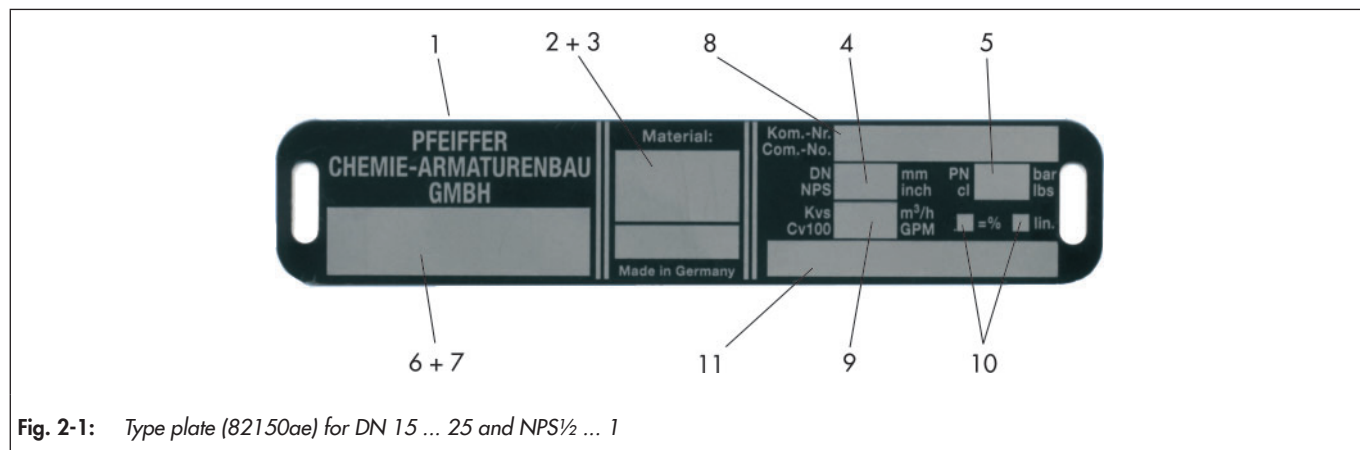 1
2 + 3
8
4
5
PFEIFFER
CHEMIE-ARMATURENBAU
GMBH
Material:
Made in Germany
Kom.-Nr.
Com.-No.
DN
NPS
mm
inch
PN
cl
bar
lbs
Kvs
Cv100
m³/h
GPM
=%
lin.
6 + 7
11
9
10
Fig. 2-1: Type plate (82150ae) for DN 15 ... 25 and NPS½ ... 1